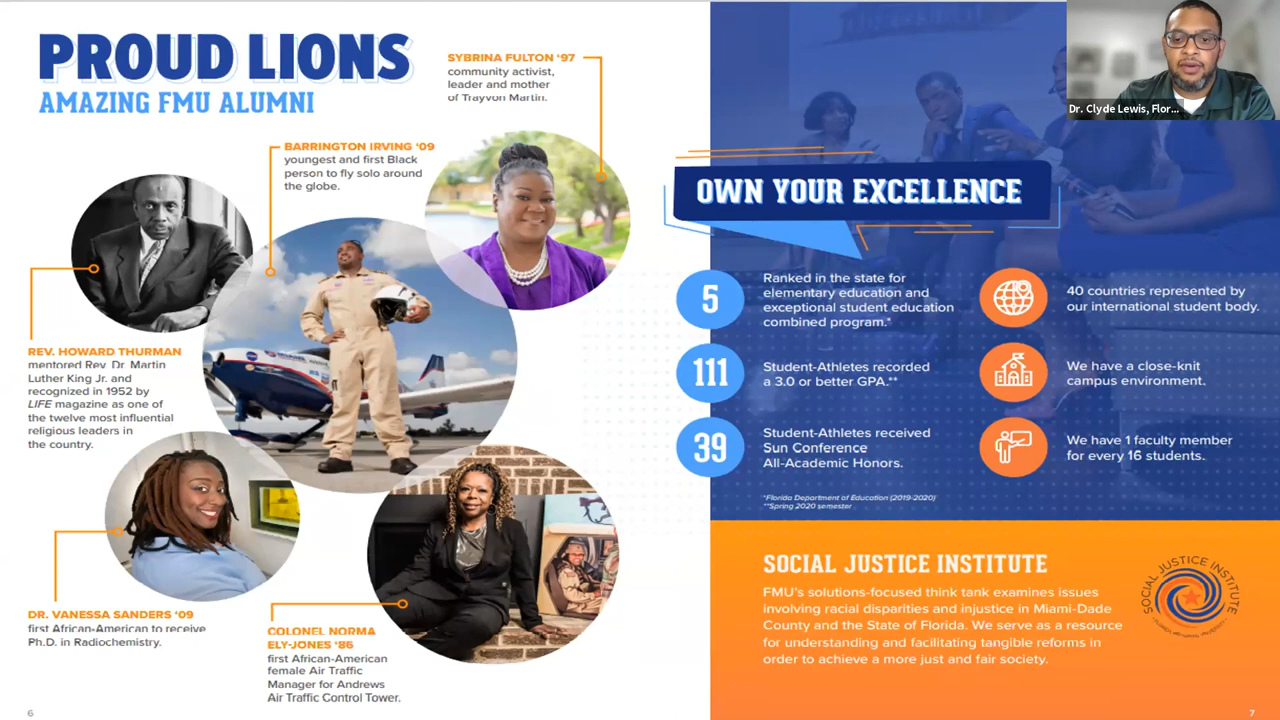 PROUD LIONS
AMAZING FMU ALUMNI
SYBRINA FULTON ‘97
community activist,
leader and mother
of Trayvon Martin.
BARRINGTON IRVING ‘09
youngest and first Black
person to fly solo around
the globe.
REV. HOWARD THURMAN
mentored Rev. Dr. Martin
Luther King Jr. and
recognized in 1952 by
LIFE magazine as one of
the twelve most influential
religious leaders in
the country.
DR. VANESSA SANDERS ‘09
first African-American to receive
Ph.D. in Radiochemistry.
COLONEL NORMA
ELY-JONES ‘86
first African-American
female Air Traffic
Manager for Andrews
Air Traffic Control Tower.
6
Dr. Clyde Lewis, Flor...
OWN YOUR EXCELLENCE
5
Ranked in the state for
elementary education and
exceptional student education
combined program.*
111
Student-Athletes recorded
a 3.0 or better GPA.**
39
Student-Athletes received
Sun Conference
All-Academic Honors.
40 countries represented by
our international student body.
We have a close-knit
campus environment.
We have 1 faculty member
for every 16 students.
*Florida Department of Education (2019-2020)
**Spring 2020 semester
SOCIAL JUSTICE INSTITUTE
FMU's solutions-focused think tank examines issues
involving racial disparities and injustice in Miami-Dade
County and the State of Florida. We serve as a resource
for understanding and facilitating tangible reforms in
order to achieve a more just and fair society.
SOCIAL JUSTICE INSTITUTE
7